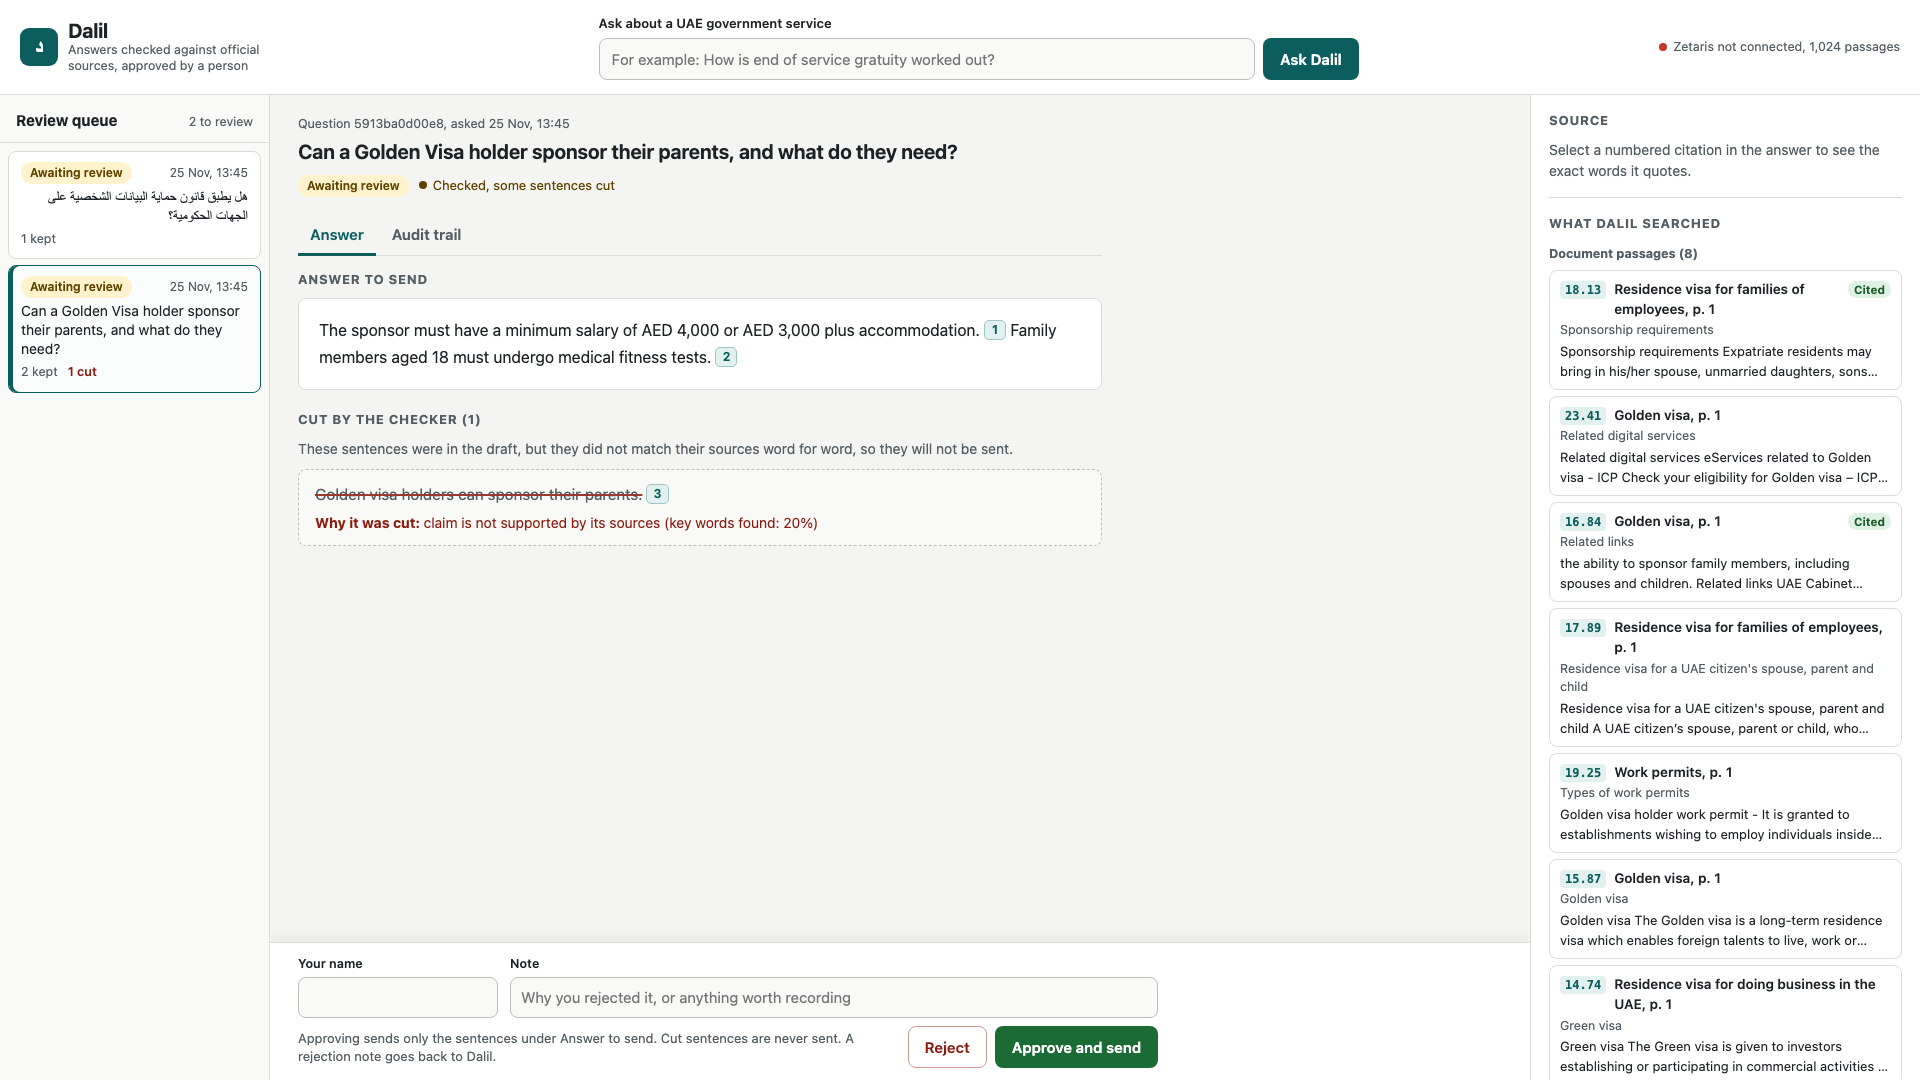 د
Dalil
Answers checked against official
sources, approved by a person
Ask about a UAE government service
For example: How is end of service gratuity worked out?
Ask Dalil
Zetaris not connected, 1,024 passages
Review queue
2 to review
Awaiting review
25 Nov, 13:45
هل يطبق قانون حماية البيانات الشخصية على
الجهات الحكومية؟
1 kept
Awaiting review
25 Nov, 13:45
Can a Golden Visa holder sponsor
their parents, and what do they
need?
2 kept 1 cut
Question 5913ba0d00e8, asked 25 Nov, 13:45
Can a Golden Visa holder sponsor their parents, and what do they need?
Awaiting review
Checked, some sentences cut
Answer
Audit trail
ANSWER TO SEND
The sponsor must have a minimum salary of AED 4,000 or AED 3,000 plus accommodation. 1 Family
members aged 18 must undergo medical fitness tests. 2
CUT BY THE CHECKER (1)
These sentences were in the draft, but they did not match their sources word for word, so they will not be sent.
Golden visa holders can sponsor their parents. 3
Why it was cut: claim is not supported by its sources (key words found: 20%)
Your name
Note
Why you rejected it, or anything worth recording
Approving sends only the sentences under Answer to send. Cut sentences are never sent. A
rejection note goes back to Dalil.
Reject
Approve and send
SOURCE
Select a numbered citation in the answer to see the
exact words it quotes.
WHAT DALIL SEARCHED
Document passages (8)
18.13 Residence visa for families of
employees, p. 1
Cited
Sponsorship requirements
Sponsorship requirements Expatriate residents may
bring in his/her spouse, unmarried daughters, sons...
23.41 Golden visa, p. 1
Related digital services
Related digital services eServices related to Golden
visa - ICP Check your eligibility for Golden visa – ICP...
16.84 Golden visa, p. 1
Cited
Related links
the ability to sponsor family members, including
spouses and children. Related links UAE Cabinet...
17.89 Residence visa for families of employees,
p. 1
Residence visa for a UAE citizen's spouse, parent and
child
Residence visa for a UAE citizen's spouse, parent and
child A UAE citizen’s spouse, parent or child, who...
19.25 Work permits, p. 1
Types of work permits
Golden visa holder work permit - It is granted to
establishments wishing to employ individuals inside...
15.87 Golden visa, p. 1
Golden visa
Golden visa The Golden visa is a long-term residence
visa which enables foreign talents to live, work or...
14.74 Residence visa for doing business in the
UAE, p. 1
Green visa
Green visa The Green visa is given to investors
establishing or participating in commercial activities ...